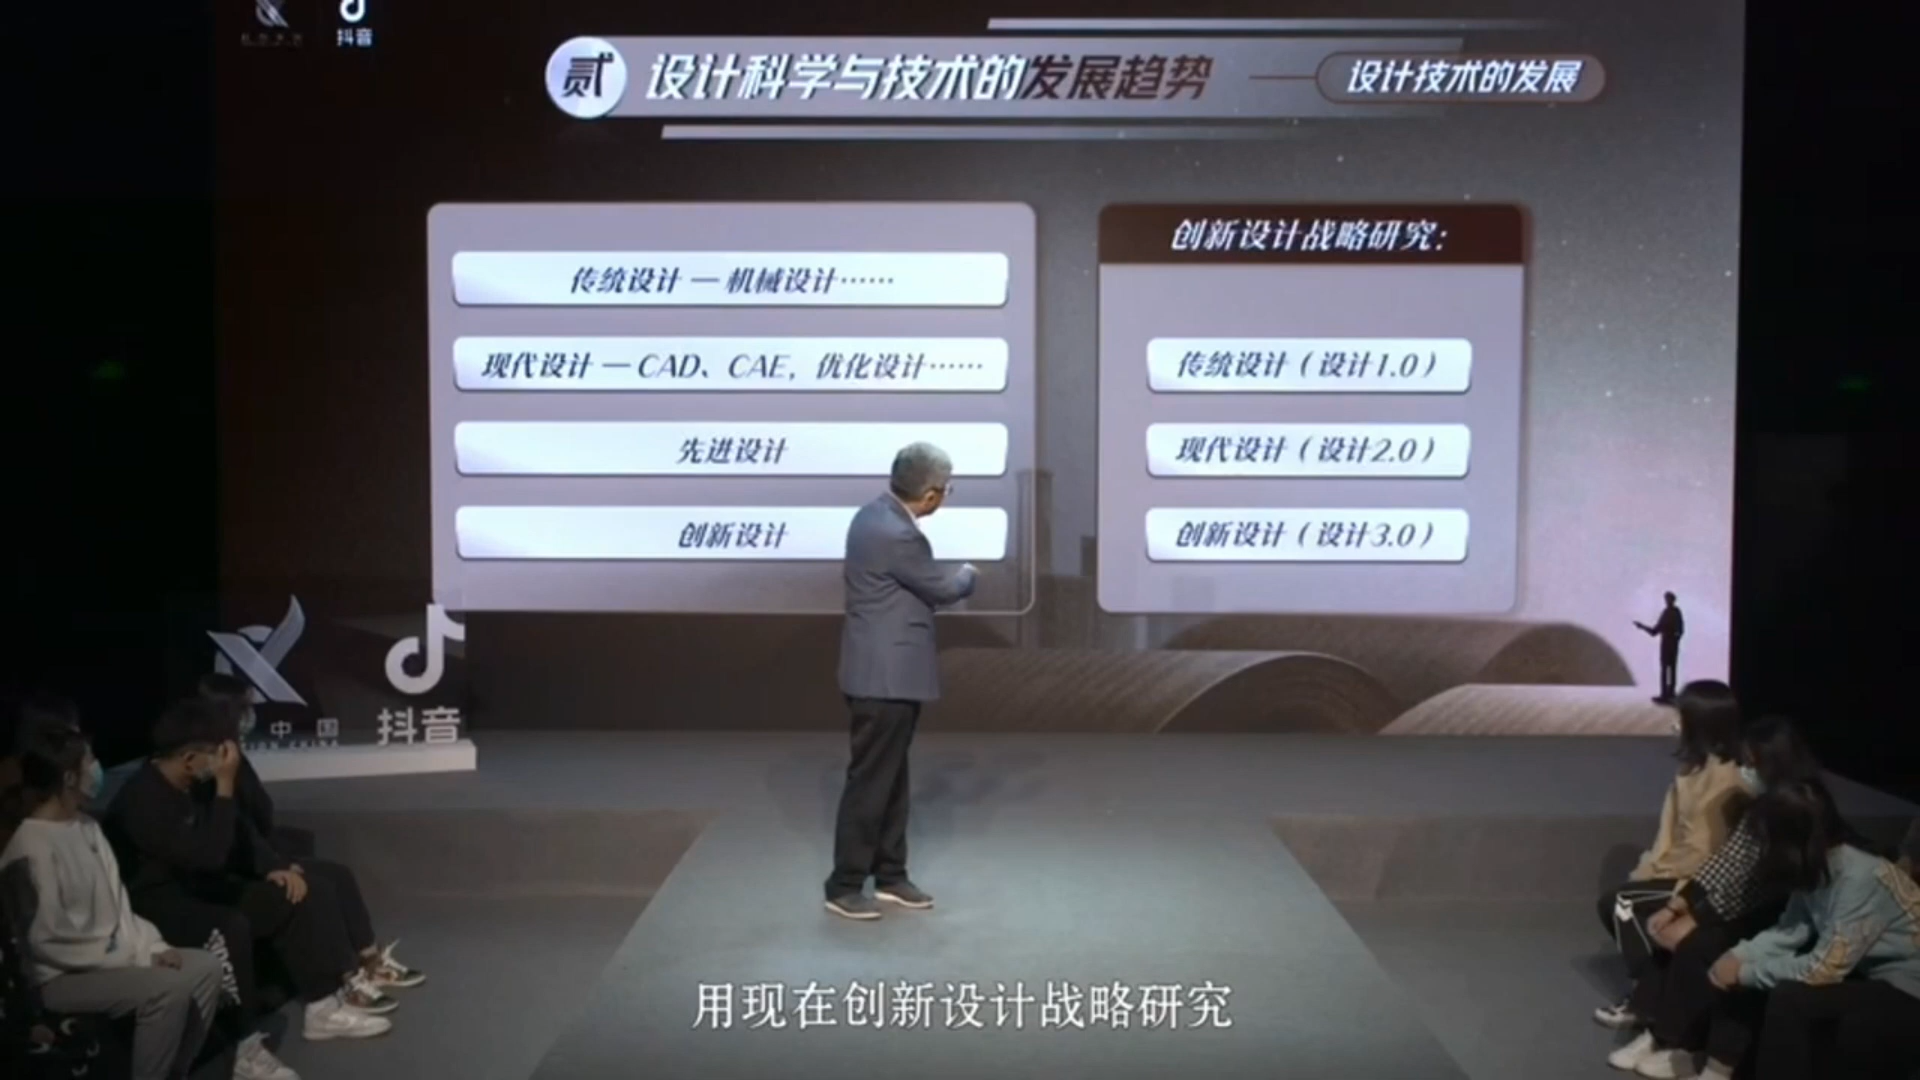 抖音
贰 设计科学与技术的发展趋势
设计技术的发展
传统设计 — 机械设计……
现代设计 — CAD、CAE，优化设计……
先进设计
创新设计
创新设计战略研究：
传统设计（设计1.0）
现代设计（设计2.0）
创新设计（设计3.0）
中国
抖音
用现在创新设计战略研究